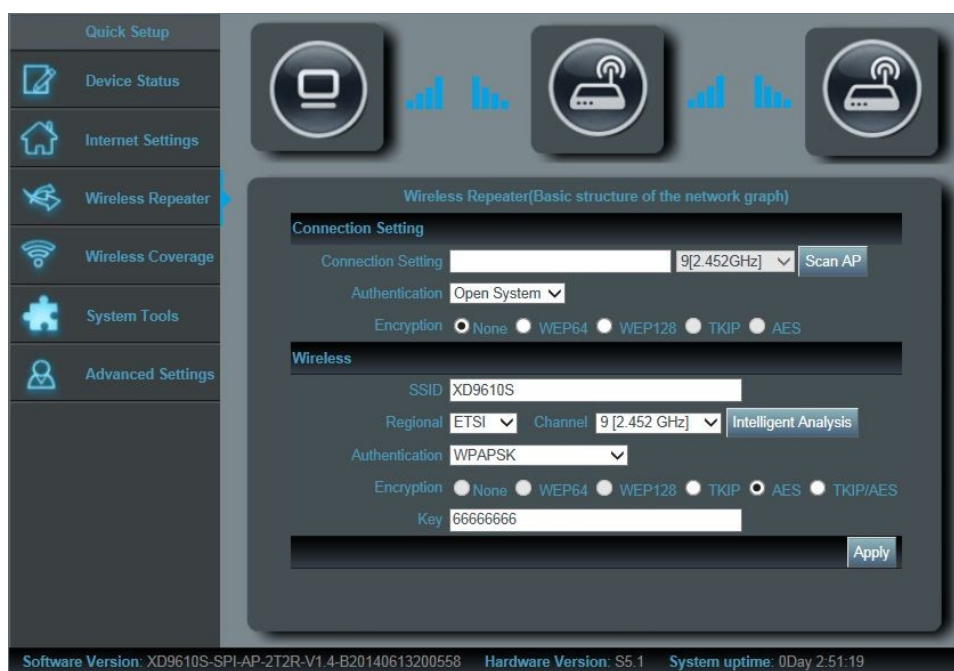 Quick Setup
Device Status
Internet Settings
Wireless Repeater
Wireless Coverage
System Tools
Advanced Settings
Wireless Repeater(Basic structure of the network graph)
Connection Setting
Connection Setting 9[2.452GHz] Scan AP
Authentication Open System
Encryption None WEP64 WEP128 TKIP AES
Wireless
SSID XD9610S
Regional ETSI Channel 9 [2.452 GHz] Intelligent Analysis
Authentication WPAPSK
Encryption None WEP64 WEP128 TKIP AES TKIP/AES
Key 66666666
Apply
Software Version: XD9610S-SPI-AP-2T2R-V1.4-B20140613200558 Hardware Version: S5.1 System uptime: 0Day 2:51:19